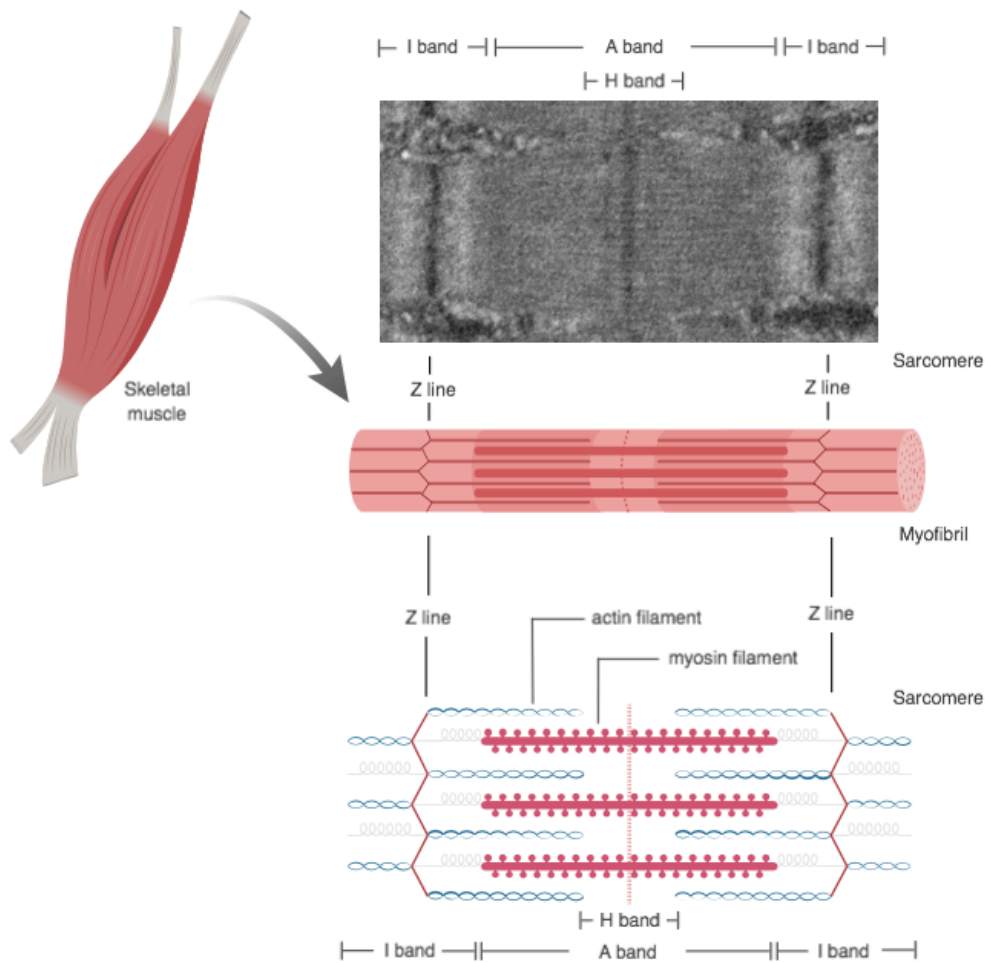 I band A band I band
H band
Skeletal
muscle
Sarcomere
Z line Z line
Myofibril
Z line Z line
actin filament
myosin filament
Sarcomere
H band
I band A band I band